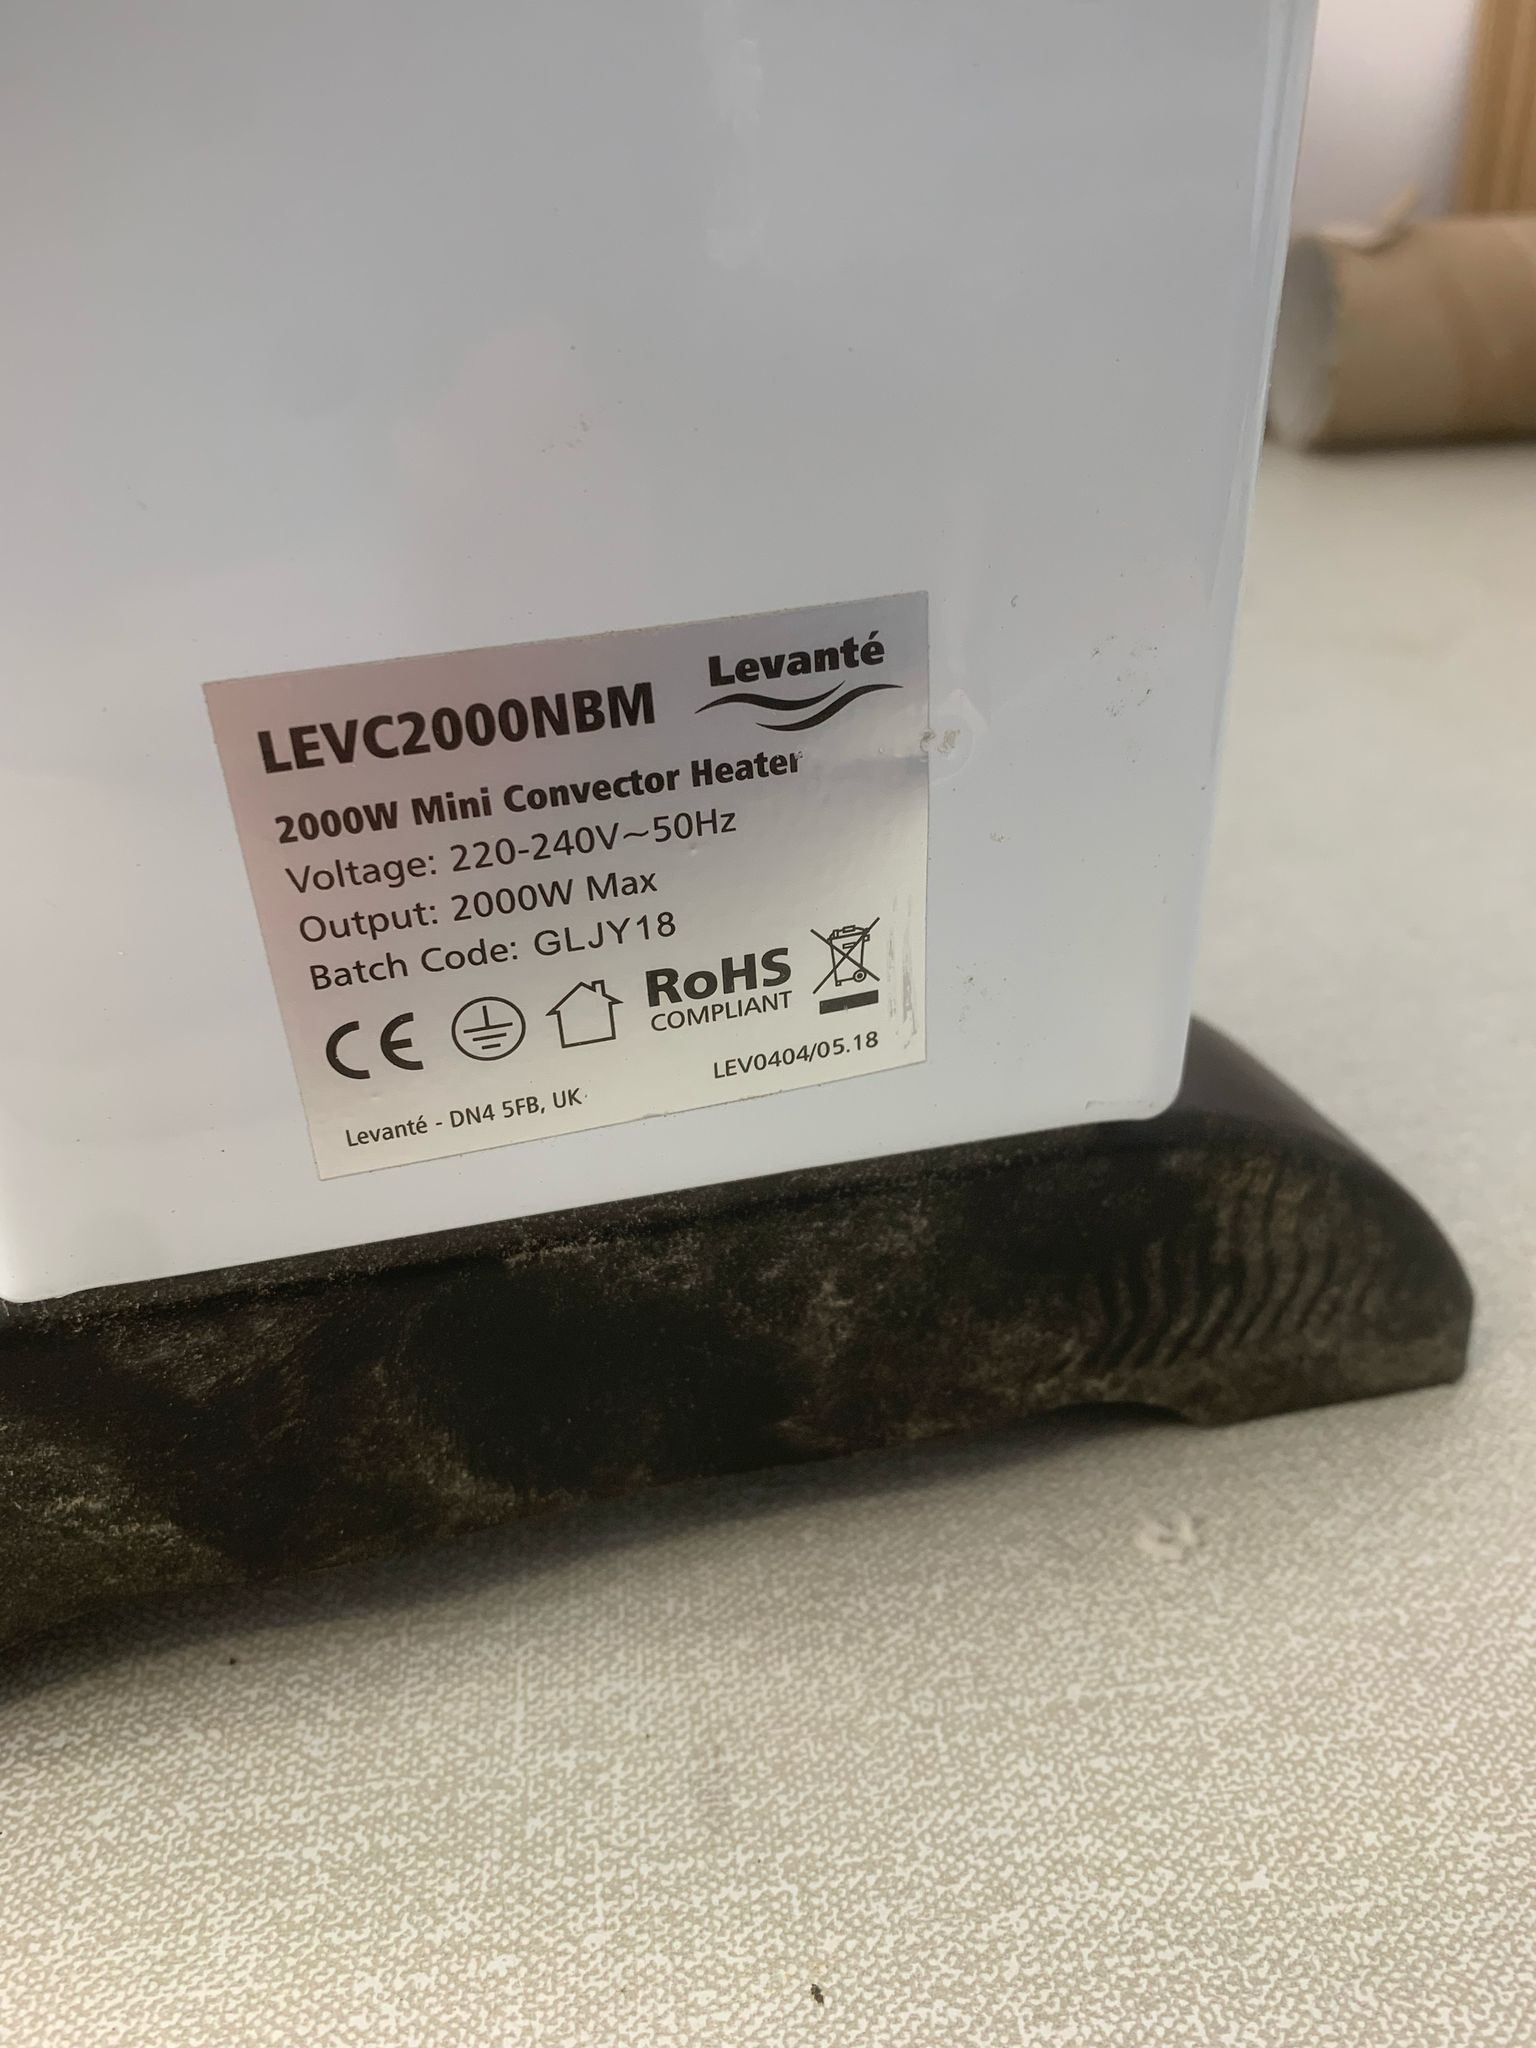 LEVC2000NBM
Levanté
2000W Mini Convector Heater
Voltage: 220-240V~50Hz
Output: 2000W Max
Batch Code: GLJY18
CE
RoHS
COMPLIANT
Levanté - DN4 5FB, UK
LEV0404/05.18